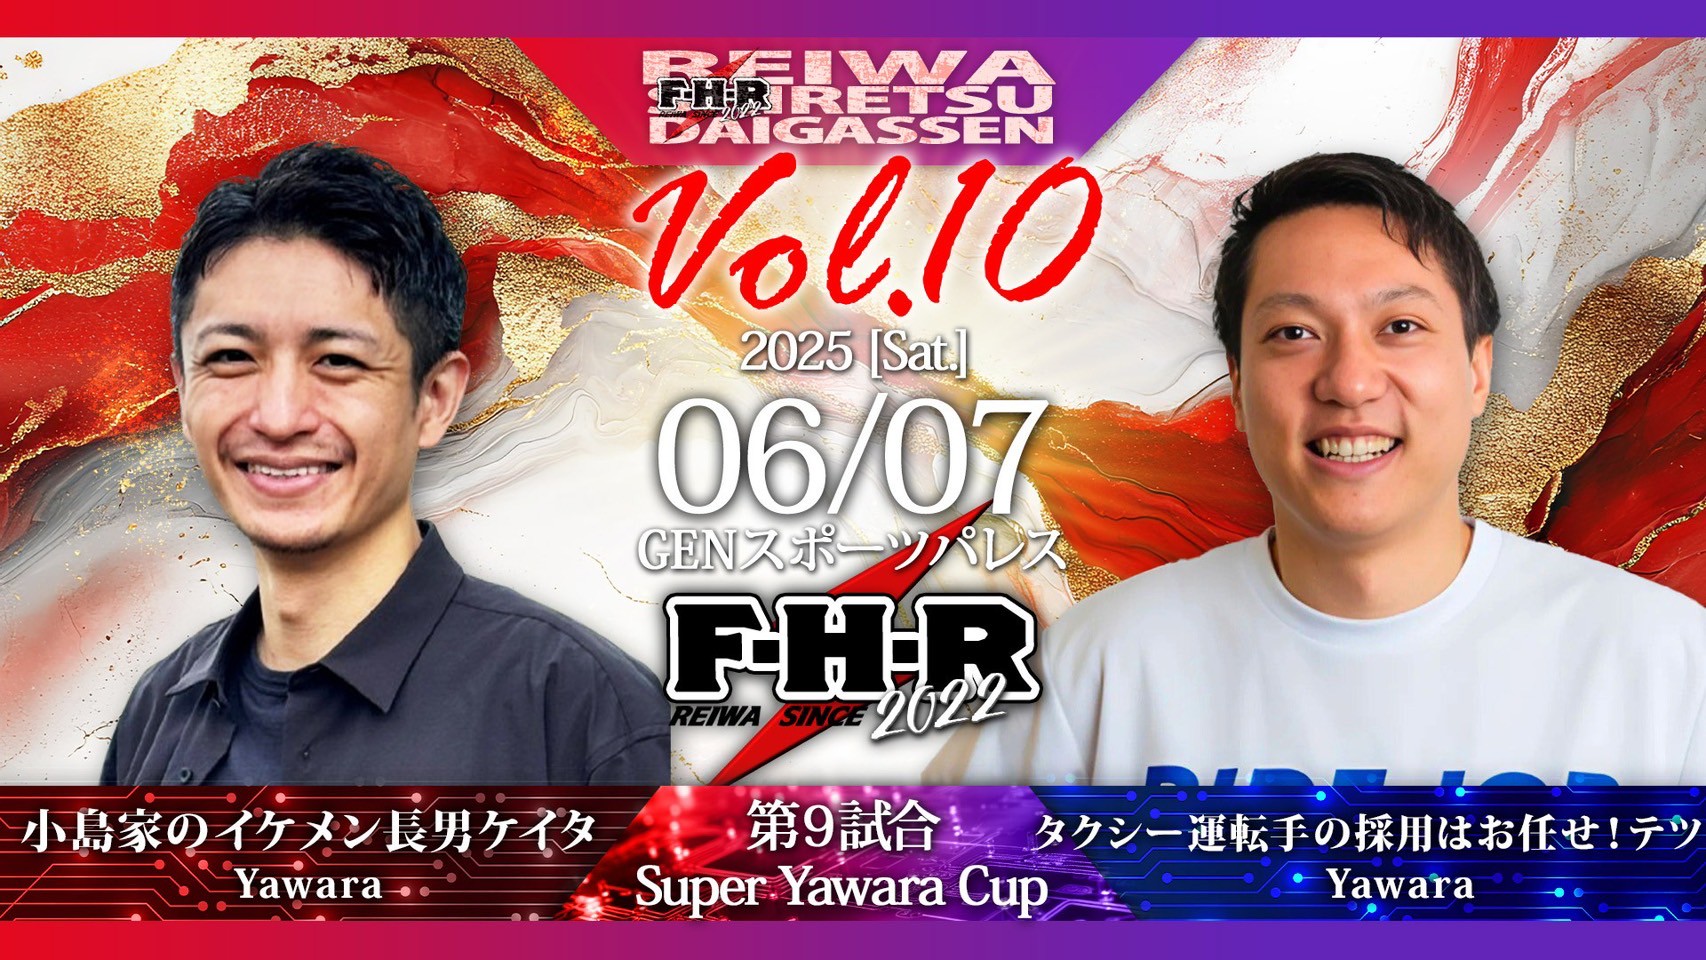 REIWA
SEIRETSU
DAIGASSEN
F-H-R
2022
Vol.10
2025 [Sat.]
06/07
GENスポーツパレス
F-H-R
REIWA SINCE 2022
小島家のイケメン長男ケイタ
Yawara
第9試合
Super Yawara Cup
タクシー運転手の採用はお任せ！テツ
Yawara